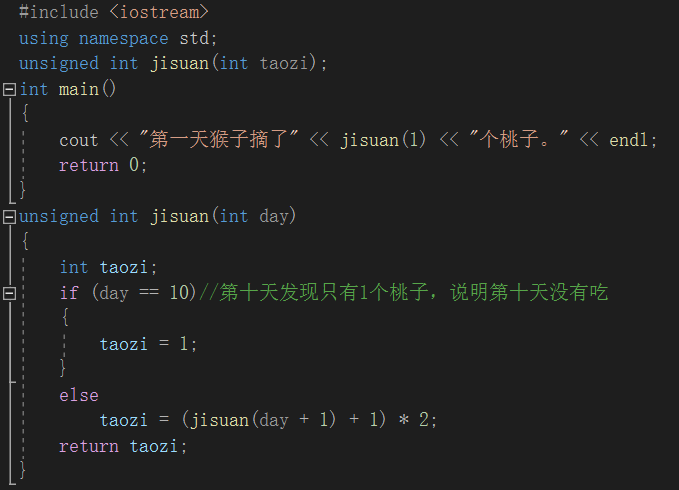 #include <iostream>
using namespace std;
unsigned int jisuan(int taozi);
int main()
{
cout << "第一天猴子摘了" << jisuan(1) << "个桃子。" << endl;
return 0;
}
unsigned int jisuan(int day)
{
int taozi;
if (day == 10)//第十天发现只有1个桃子，说明第十天没有吃
{
taozi = 1;
}
else
taozi = (jisuan(day + 1) + 1) * 2;
return taozi;
}